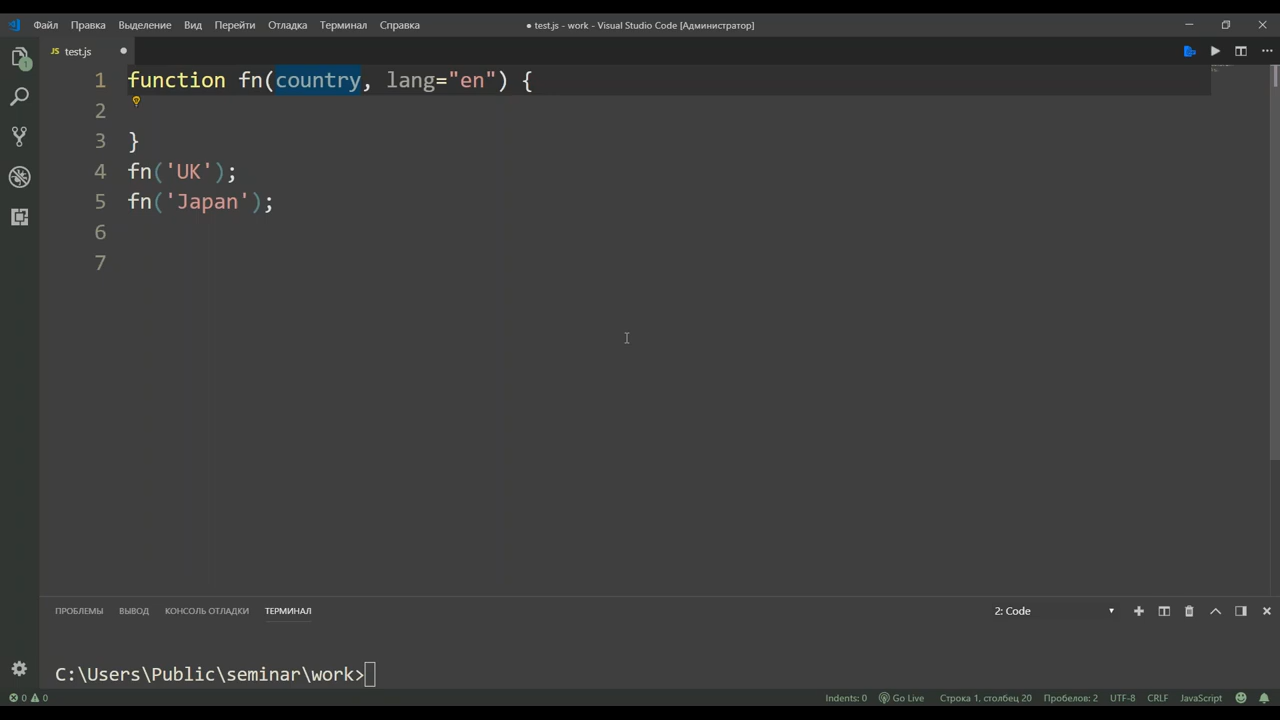 Файл Правка Выделение Вид Перейти Отладка Терминал Справка
● test.js - work - Visual Studio Code [Администратор]
JS test.js
1 function fn(country, lang="en") {
2
3 }
4 fn('UK');
5 fn('Japan');
6
7
1
ПРОБЛЕМЫ ВЫВОД КОНСОЛЬ ОТЛАДКИ ТЕРМИНАЛ 2: Code
C:\Users\Public\seminar\work>
0 0 Indents: 0 Go Live Строка 1, столбец 20 Пробелов: 2 UTF-8 CRLF JavaScript